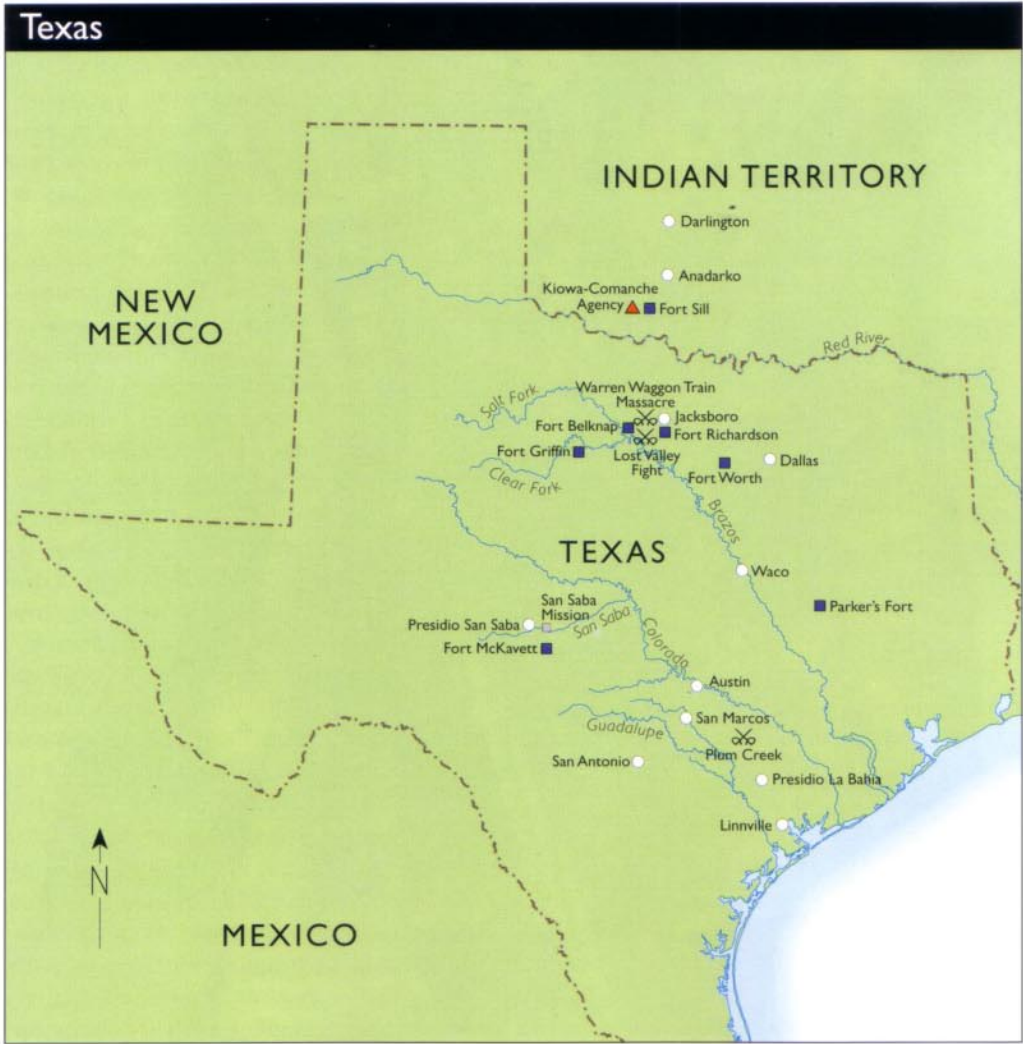 Texas
INDIAN TERRITORY
Darlington
NEW
MEXICO
Anadarko
Kiowa-Comanche
Agency
Fort Sill
Red River
Salt Fork
Warren Waggon Train
Massacre
Jacksboro
Fort Belknap
Fort Richardson
Fort Griffin
Lost Valley
Fight
Dallas
Fort Worth
Clear Fork
Brazos
TEXAS
Waco
San Saba
Mission
Parker's Fort
Presidio San Saba
San Saba
Fort McKavett
Colorado
Austin
San Marcos
Guadalupe
Plum Creek
San Antonio
Presidio La Bahia
Linnville
N
MEXICO